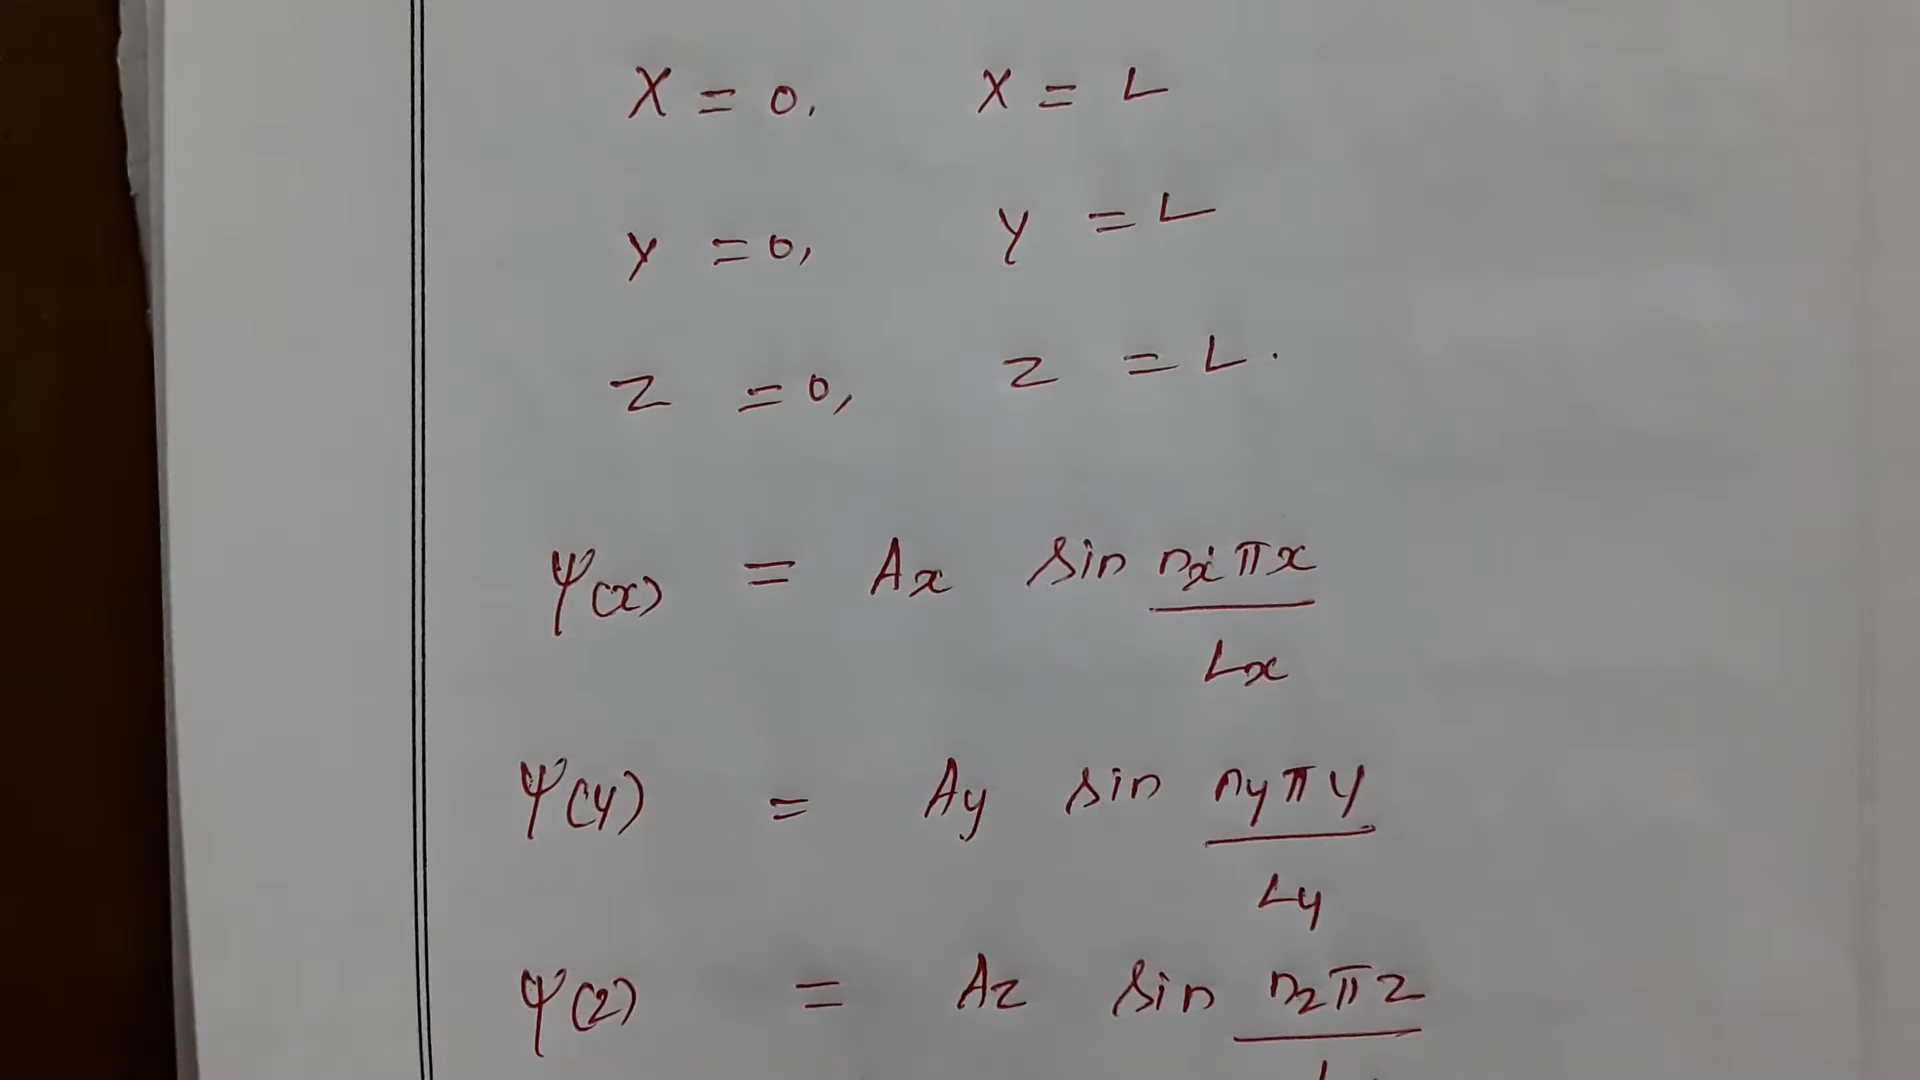 X = 0, X = L
y = 0, y = L
z = 0, z = L.
Ψ(x) = Ax sin nxπx
Lx
Ψ(y) = Ay sin nyπy
Ly
Ψ(z) = Az sin nzπz